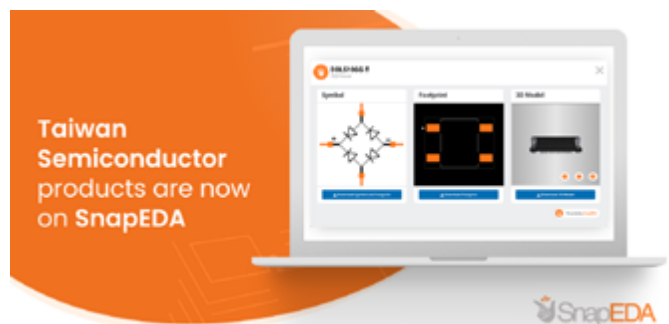 Taiwan
Semiconductor
products are now
on SnapEDA
Symbol
Footprint
3D Model
SnapEDA